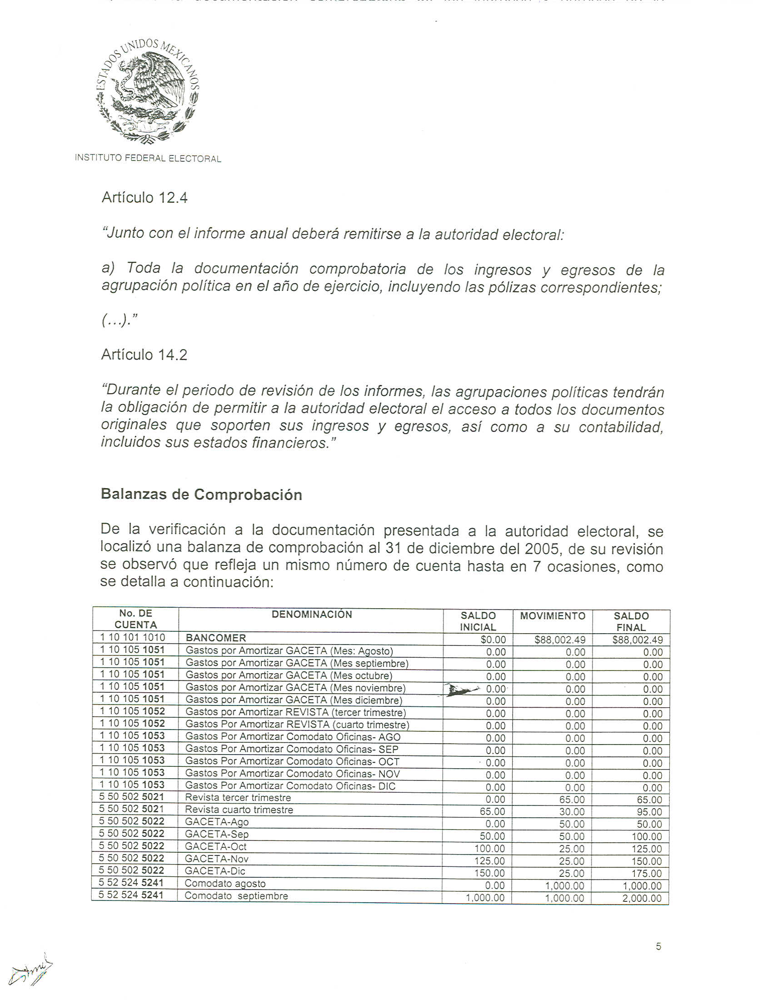 ESTADOS UNIDOS MEXICANOS
INSTITUTO FEDERAL ELECTORAL
Artículo 12.4
“Junto con el informe anual deberá remitirse a la autoridad electoral:
a) Toda la documentación comprobatoria de los ingresos y egresos de la
agrupación política en el año de ejercicio, incluyendo las pólizas correspondientes;
(...).”
Artículo 14.2
“Durante el periodo de revisión de los informes, las agrupaciones políticas tendrán
la obligación de permitir a la autoridad electoral el acceso a todos los documentos
originales que soporten sus ingresos y egresos, así como a su contabilidad,
incluidos sus estados financieros.”
Balanzas de Comprobación
De la verificación a la documentación presentada a la autoridad electoral, se
localizó una balanza de comprobación al 31 de diciembre del 2005, de su revisión
se observó que refleja un mismo número de cuenta hasta en 7 ocasiones, como
se detalla a continuación:
No. DE CUENTA DENOMINACIÓN SALDO INICIAL MOVIMIENTO SALDO FINAL
1 10 101 1010 BANCOMER $0.00 $88,002.49 $88,002.49
1 10 105 1051 Gastos por Amortizar GACETA (Mes: Agosto) 0.00 0.00 0.00
1 10 105 1051 Gastos por Amortizar GACETA (Mes septiembre) 0.00 0.00 0.00
1 10 105 1051 Gastos por Amortizar GACETA (Mes octubre) 0.00 0.00 0.00
1 10 105 1051 Gastos por Amortizar GACETA (Mes noviembre) 0.00 0.00 0.00
1 10 105 1051 Gastos por Amortizar GACETA (Mes diciembre) 0.00 0.00 0.00
1 10 105 1052 Gastos por Amortizar REVISTA (tercer trimestre) 0.00 0.00 0.00
1 10 105 1052 Gastos Por Amortizar REVISTA (cuarto trimestre) 0.00 0.00 0.00
1 10 105 1053 Gastos Por Amortizar Comodato Oficinas- AGO 0.00 0.00 0.00
1 10 105 1053 Gastos Por Amortizar Comodato Oficinas- SEP 0.00 0.00 0.00
1 10 105 1053 Gastos Por Amortizar Comodato Oficinas- OCT 0.00 0.00 0.00
1 10 105 1053 Gastos Por Amortizar Comodato Oficinas- NOV 0.00 0.00 0.00
1 10 105 1053 Gastos Por Amortizar Comodato Oficinas- DIC 0.00 0.00 0.00
5 50 502 5021 Revista tercer trimestre 0.00 65.00 65.00
5 50 502 5021 Revista cuarto trimestre 65.00 30.00 95.00
5 50 502 5022 GACETA-Ago 0.00 50.00 50.00
5 50 502 5022 GACETA-Sep 50.00 50.00 100.00
5 50 502 5022 GACETA-Oct 100.00 25.00 125.00
5 50 502 5022 GACETA-Nov 125.00 25.00 150.00
5 50 502 5022 GACETA-Dic 150.00 25.00 175.00
5 52 524 5241 Comodato agosto 0.00 1,000.00 1,000.00
5 52 524 5241 Comodato septiembre 1,000.00 1,000.00 2,000.00
5